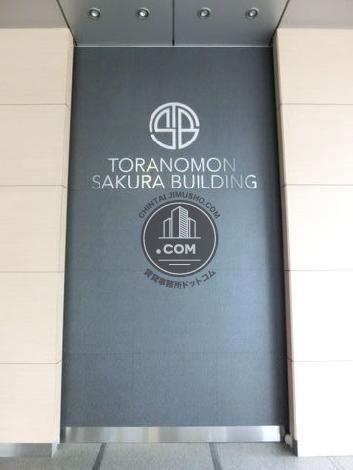 SB
TORANOMON
SAKURA BUILDING
CHINTAI JIMUSHO.COM
.COM
賃貸事務所ドットコム